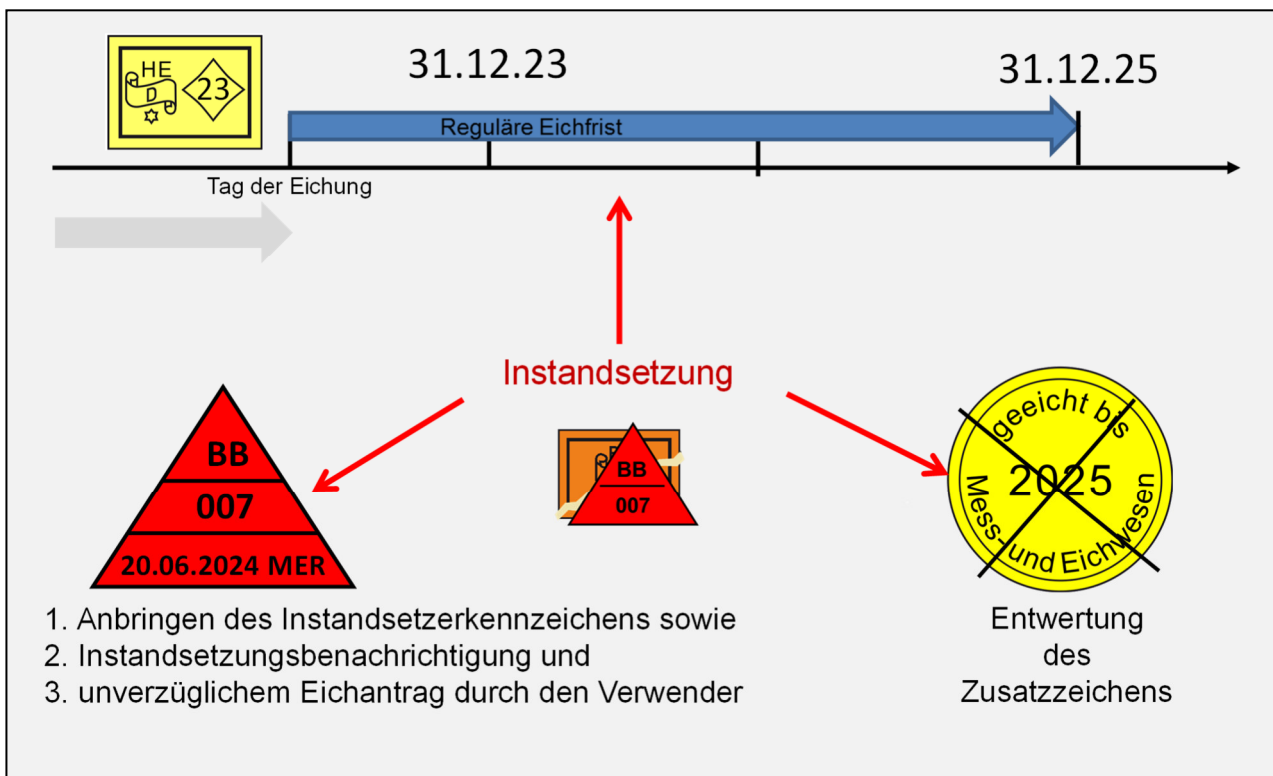 HE
D
23
31.12.23
31.12.25
Reguläre Eichfrist
Tag der Eichung
Instandsetzung
BB
007
20.06.2024 MER
BB
007
geeicht bis
2025
Mess- und Eichwesen
1. Anbringen des Instandsetzerkennzeichens sowie
2. Instandsetzungsbenachrichtigung und
3. unverzüglichem Eichantrag durch den Verwender
Entwertung
des
Zusatzzeichens